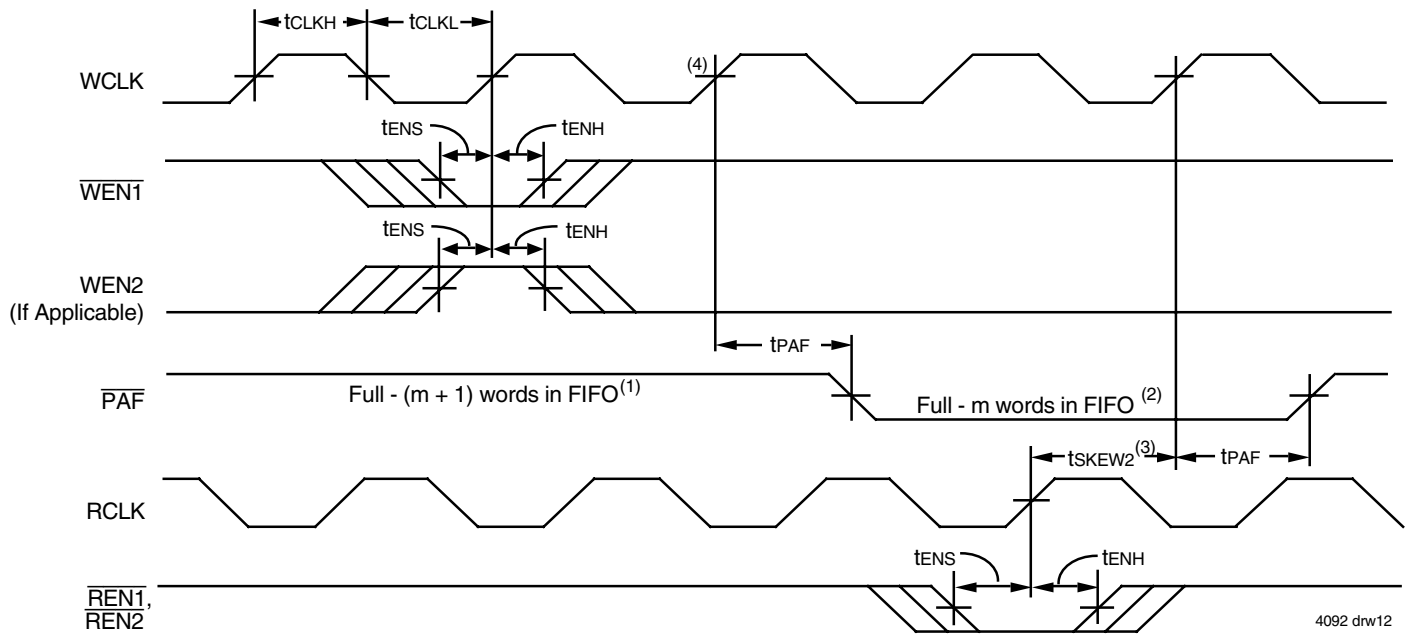 tCLKH tCLKL
WCLK
(4)
tENS tENH
WEN1
tENS tENH
WEN2
(If Applicable)
tPAF
PAF
Full - (m + 1) words in FIFO(1)
Full - m words in FIFO (2)
tSKEW2(3) tPAF
RCLK
tENS tENH
REN1,
REN2
4092 drw12